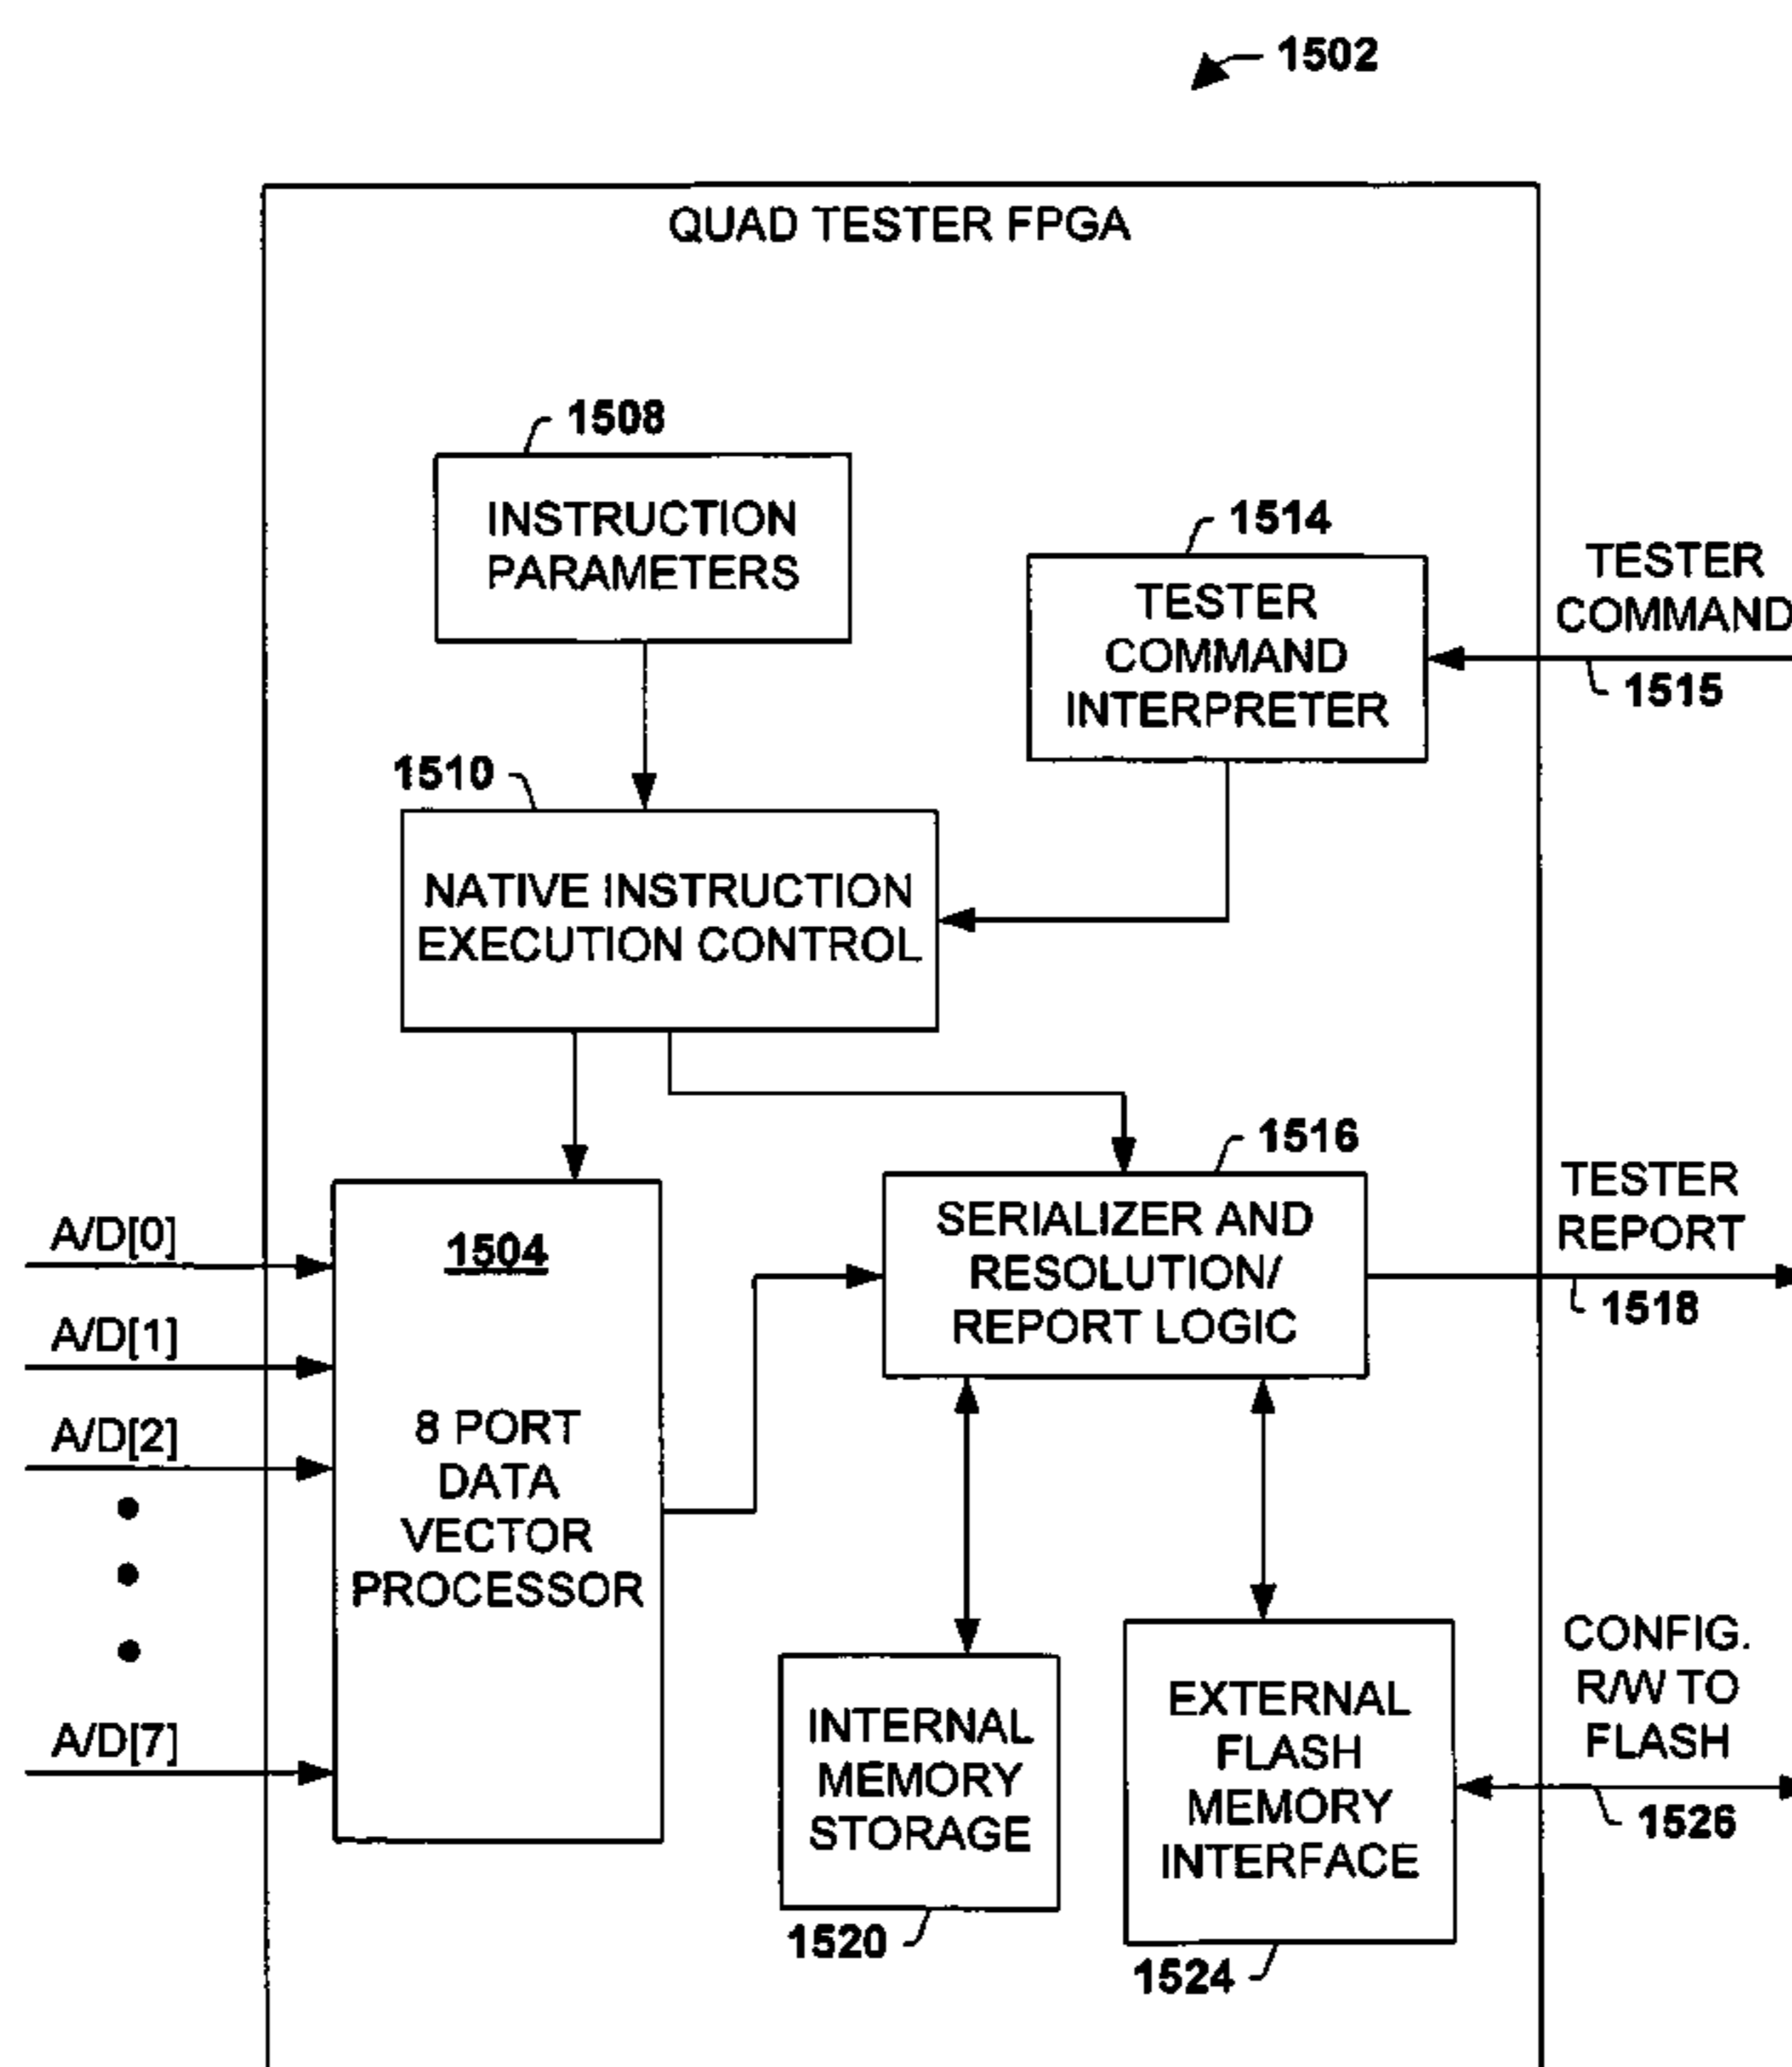 1502
QUAD TESTER FPGA
1508
INSTRUCTION
PARAMETERS
1514
TESTER
COMMAND
INTERPRETER
TESTER
COMMAND
1515
1510
NATIVE INSTRUCTION
EXECUTION CONTROL
1516
SERIALIZER AND
RESOLUTION/
REPORT LOGIC
TESTER
REPORT
1518
A/D[0]
A/D[1]
A/D[2]
A/D[7]
1504
8 PORT
DATA
VECTOR
PROCESSOR
INTERNAL
MEMORY
STORAGE
1520
EXTERNAL
FLASH
MEMORY
INTERFACE
1524
CONFIG.
R/W TO
FLASH
1526